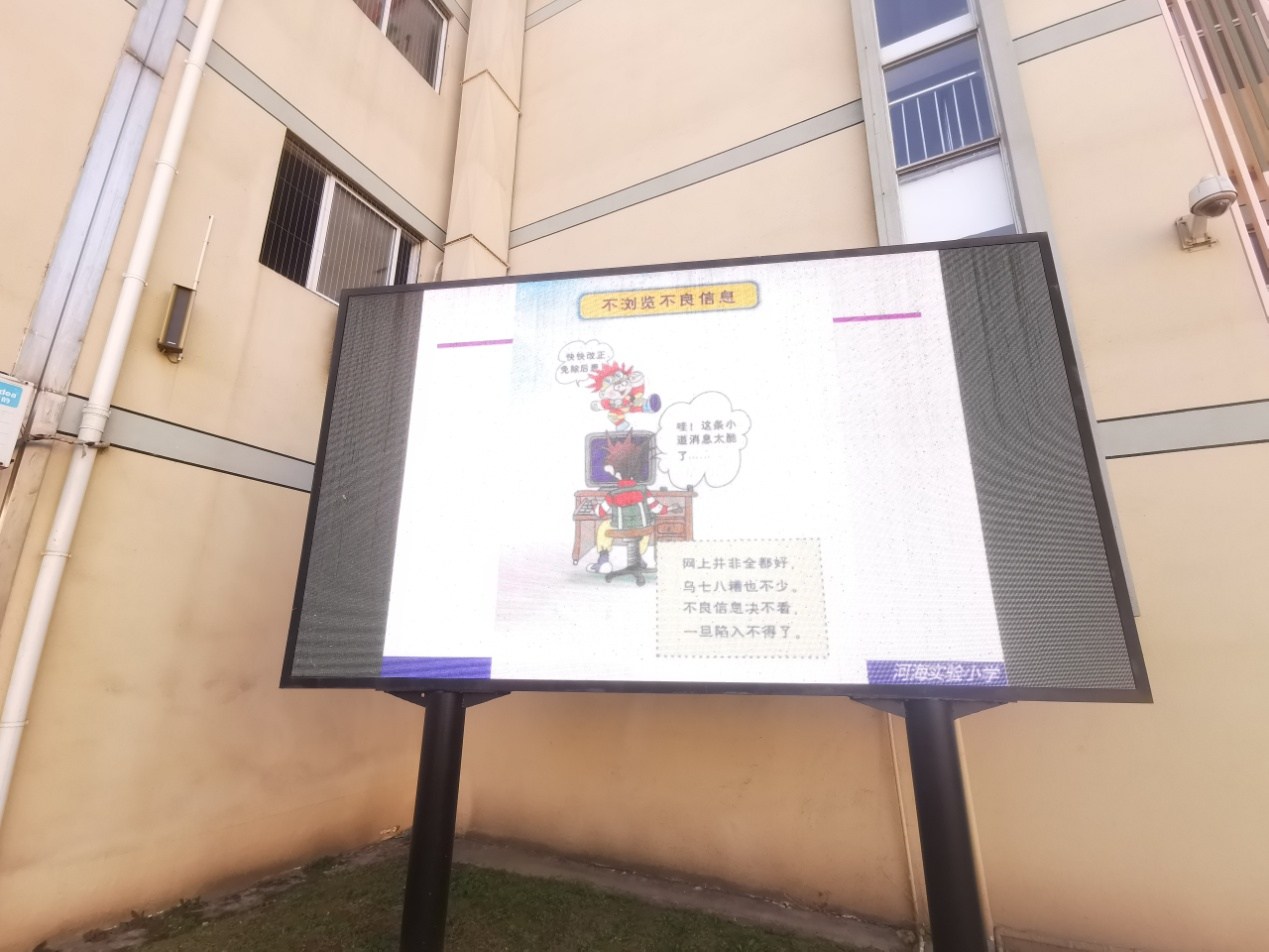 不浏览不良信息
快快改正
免除后患
哇！这条小
道消息太酷
了……
网上并非全都好，
乌七八糟也不少。
不良信息决不看，
一旦陷入不得了。
河海实验小学